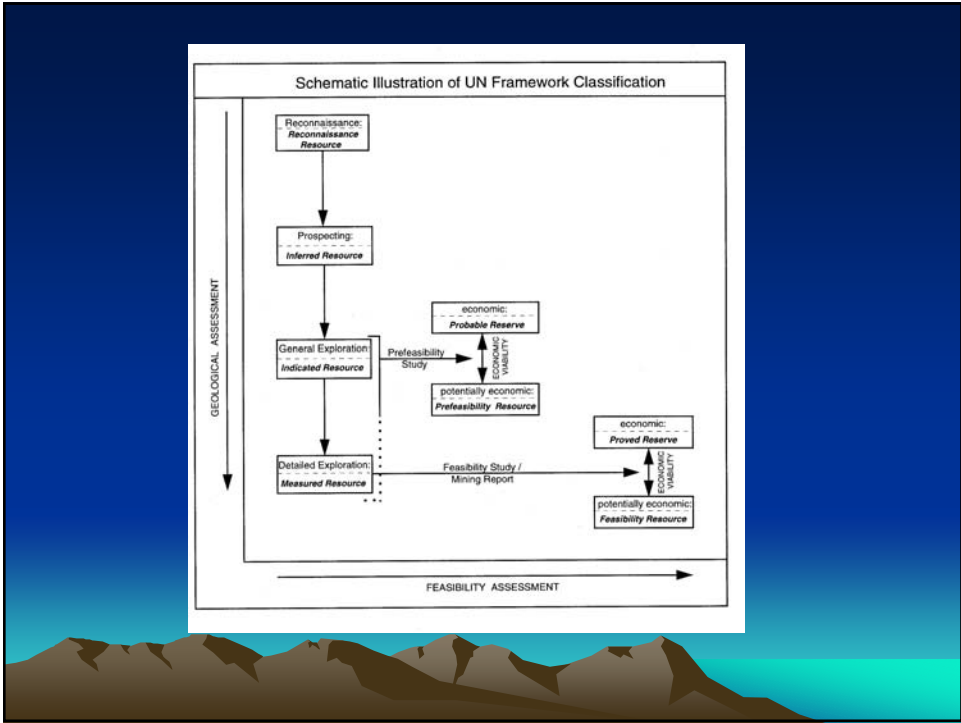 Schematic Illustration of UN Framework Classification
Reconnaissance:
Reconnaissance
Resource
Prospecting:
Inferred Resource
General Exploration:
Indicated Resource
Detailed Exploration:
Measured Resource
GEOLOGICAL ASSESSMENT
Prefeasibility
Study
economic:
Probable Reserve
ECONOMIC
VIABILITY
potentially economic:
Prefeasibility Resource
Feasibility Study /
Mining Report
economic:
Proved Reserve
ECONOMIC
VIABILITY
potentially economic:
Feasibility Resource
FEASIBILITY ASSESSMENT